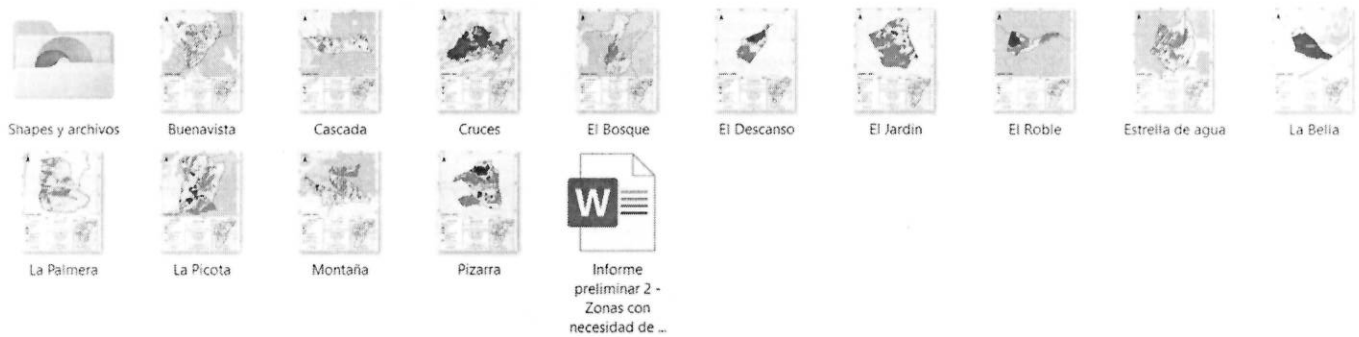 Shapes y archivos
Buenavista
Cascada
Cruces
El Bosque
El Descanso
El Jardin
El Roble
Estrella de agua
La Bella
La Palmera
La Picota
Montaña
Pizarra
W
Informe
preliminar 2 -
Zonas con
necesidad de ...